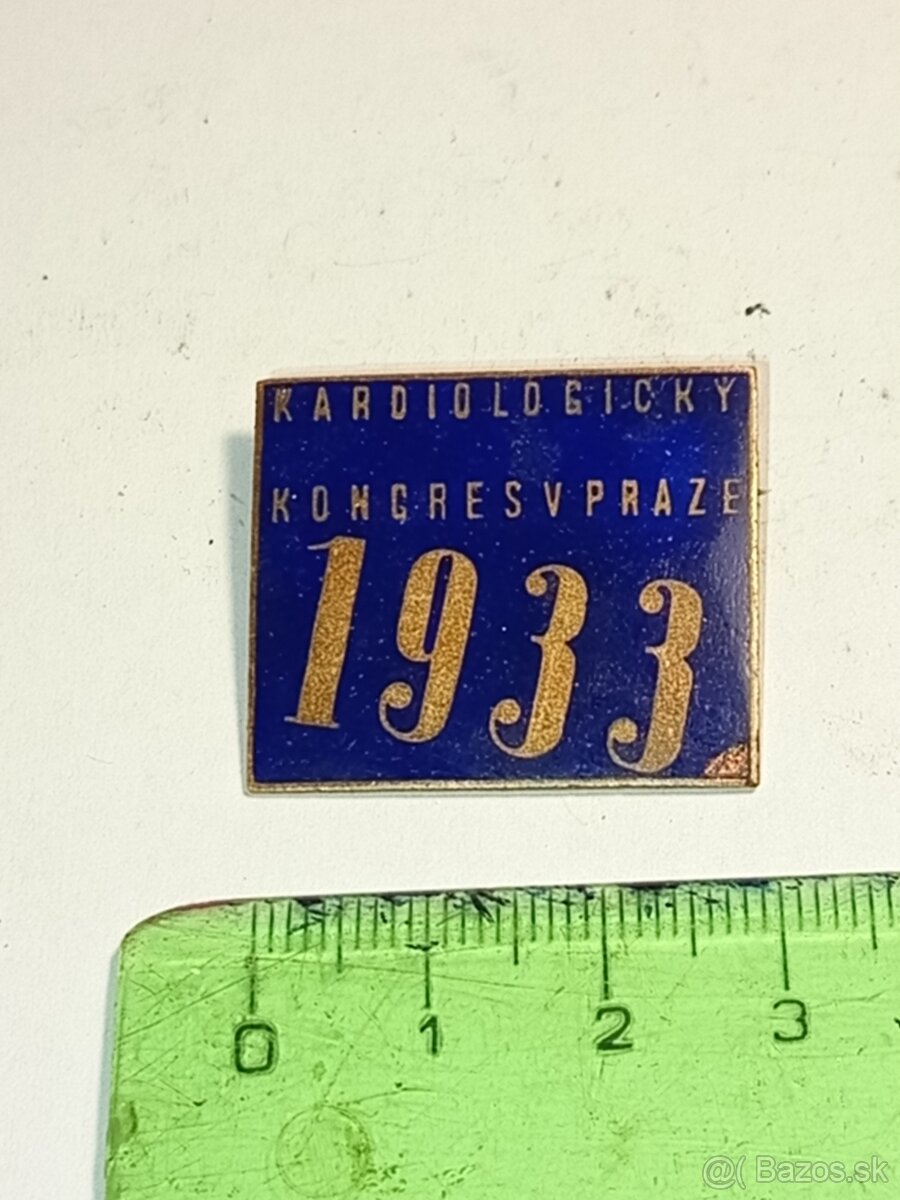 KARDIOLOGICKY
KONGRES V PRAZE
1933
0 1 2 3
@( Bazos.sk